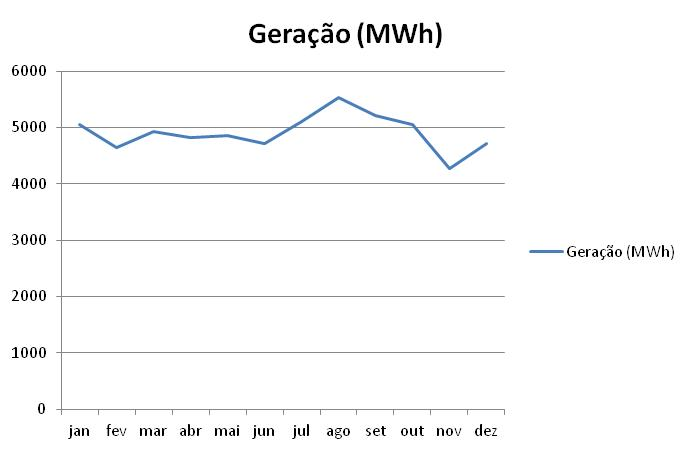 Geração (MWh)
6000
5000
4000
3000
2000
1000
0
jan fev mar abr mai jun jul ago set out nov dez
Geração (MWh)